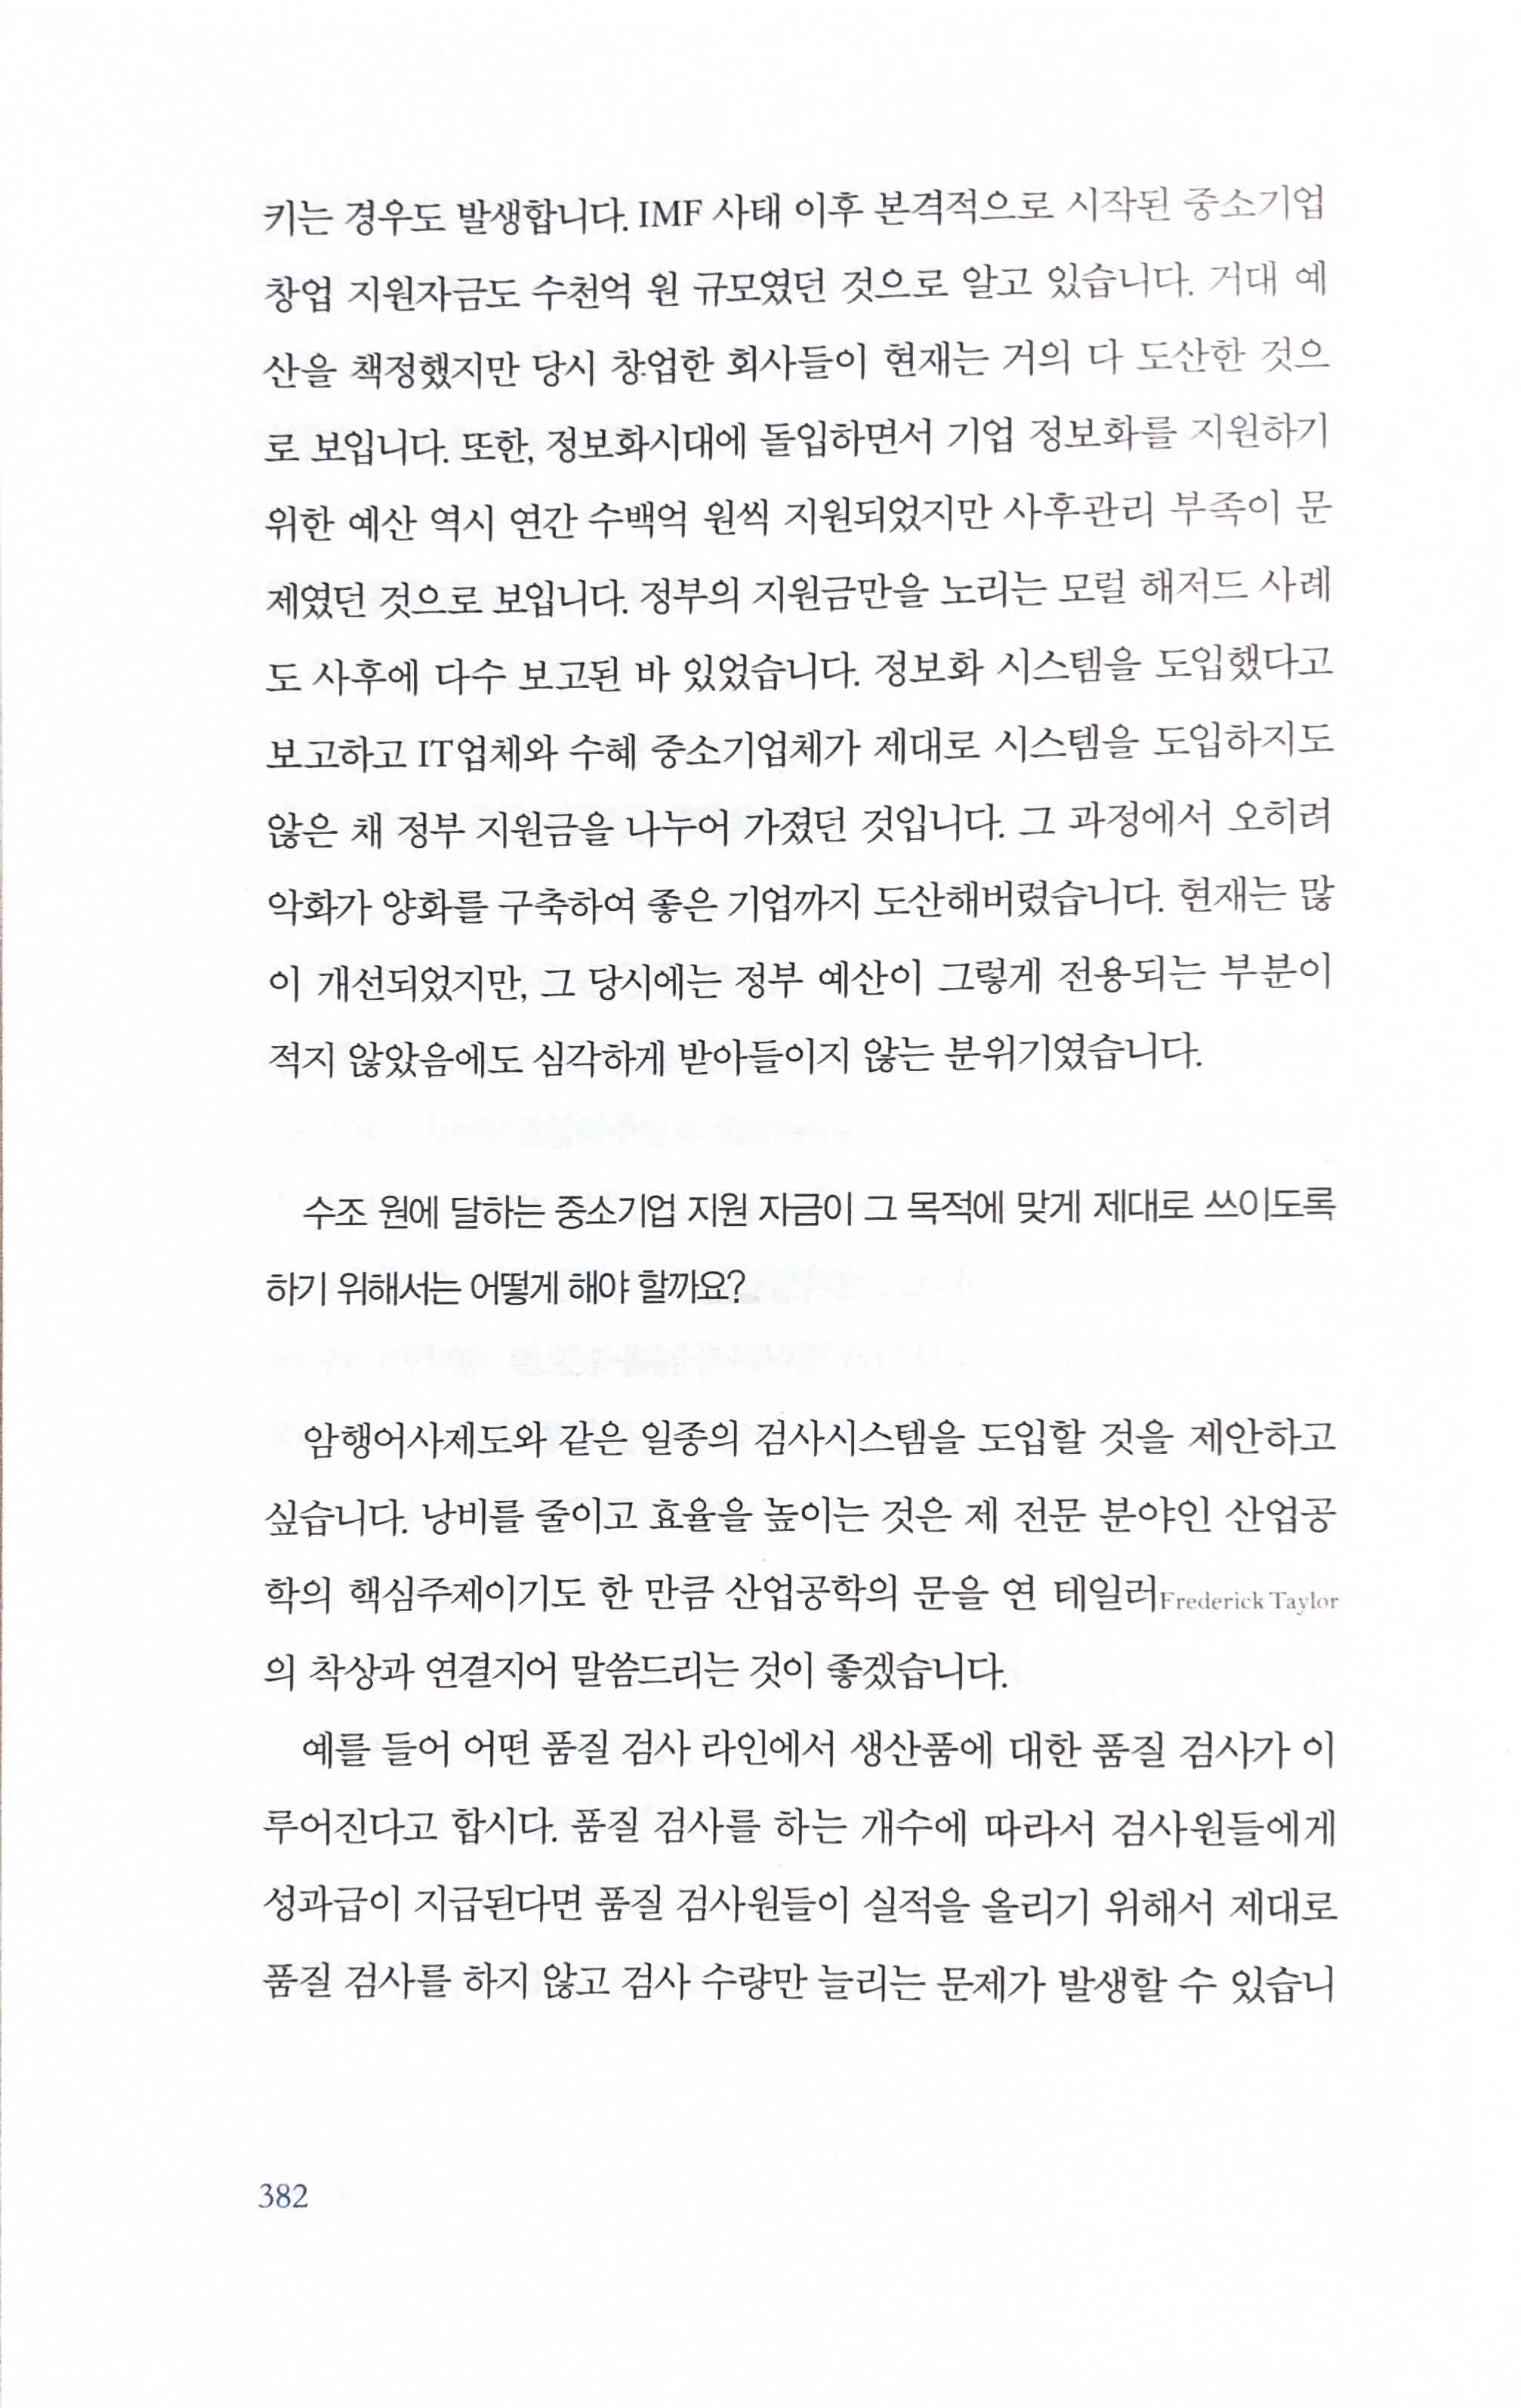 키는 경우도 발생합니다. IMF 사태 이후 본격적으로 시작된 중소기업
창업 지원자금도 수천억 원 규모였던 것으로 알고 있습니다. 거대 예
산을 책정했지만 당시 창업한 회사들이 현재는 거의 다 도산한 것으
로 보입니다. 또한, 정보화시대에 돌입하면서 기업 정보화를 지원하기
위한 예산 역시 연간 수백억 원씩 지원되었지만 사후관리 부족이 문
제였던 것으로 보입니다. 정부의 지원금만을 노리는 모럴 해저드 사례
도 사후에 다수 보고된 바 있었습니다. 정보화 시스템을 도입했다고
보고하고 IT업체와 수혜 중소기업체가 제대로 시스템을 도입하지도
않은 채 정부 지원금을 나누어 가졌던 것입니다. 그 과정에서 오히려
악화가 양화를 구축하여 좋은 기업까지 도산해버렸습니다. 현재는 많
이 개선되었지만, 그 당시에는 정부 예산이 그렇게 전용되는 부분이
적지 않았음에도 심각하게 받아들이지 않는 분위기였습니다.
수조 원에 달하는 중소기업 지원 자금이 그 목적에 맞게 제대로 쓰이도록
하기 위해서는 어떻게 해야 할까요?
암행어사제도와 같은 일종의 검사시스템을 도입할 것을 제안하고
싶습니다. 낭비를 줄이고 효율을 높이는 것은 제 전문 분야인 산업공
학의 핵심주제이기도 한 만큼 산업공학의 문을 연 테일러Frederick Taylor
의 착상과 연결지어 말씀드리는 것이 좋겠습니다.
예를 들어 어떤 품질 검사 라인에서 생산품에 대한 품질 검사가 이
루어진다고 합시다. 품질 검사를 하는 개수에 따라서 검사원들에게
성과급이 지급된다면 품질 검사원들이 실적을 올리기 위해서 제대로
품질 검사를 하지 않고 검사 수량만 늘리는 문제가 발생할 수 있습니
382